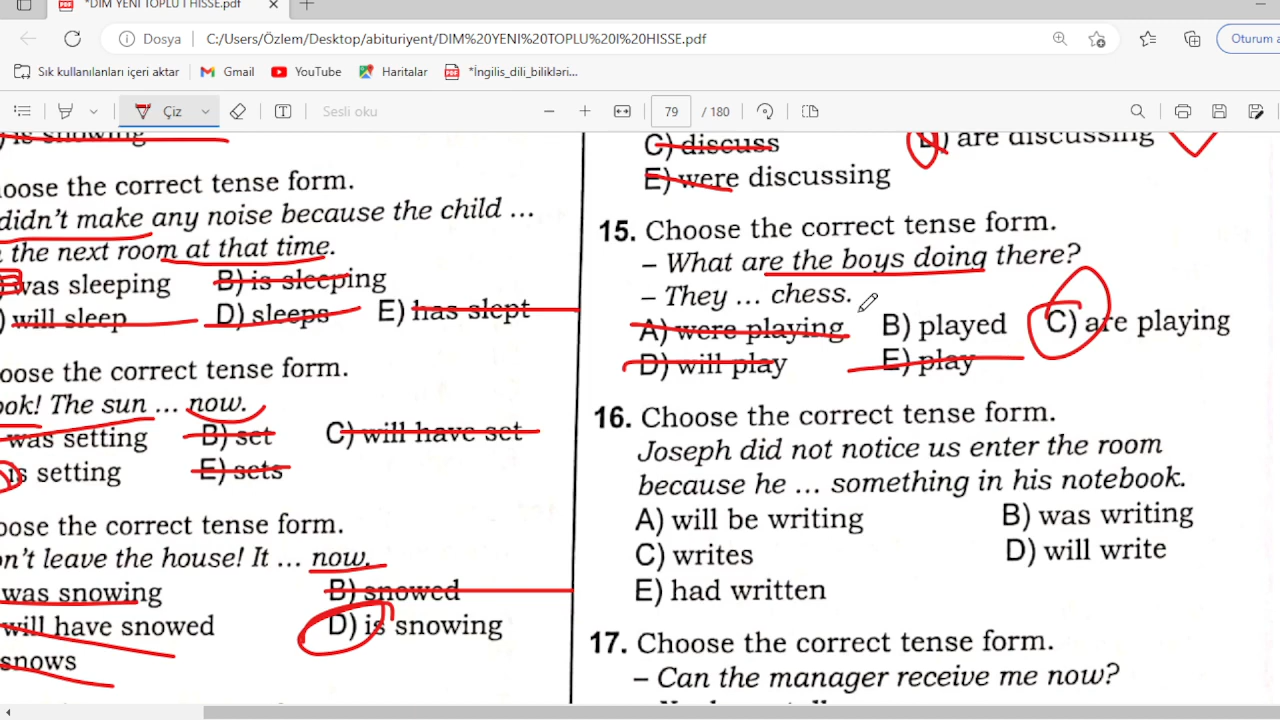 *DIM YENI TOPLU I HISSE.pdf
Dosya C:/Users/Özlem/Desktop/abituriyent/DIM%20YENI%20TOPLU%20I%20HISSE.pdf Oturum a
Sık kullanılanları içeri aktar Gmail YouTube Haritalar *İngilis_dili_bilikləri...
Çiz Sesli oku 79 / 180
is snowing
oose the correct tense form.
didn't make any noise because the child ...
the next room at that time.
was sleeping B) is sleeping
) will sleep D) sleeps E) has slept
oose the correct tense form.
ook! The sun ... now.
was setting B) set C) will have set
is setting E) sets
oose the correct tense form.
on't leave the house! It ... now.
was snowing B) snowed
will have snowed D) is snowing
snows
C) discuss D) are discussing
E) were discussing
15. Choose the correct tense form.
– What are the boys doing there?
– They ... chess.
A) were playing B) played C) are playing
D) will play E) play
16. Choose the correct tense form.
Joseph did not notice us enter the room
because he ... something in his notebook.
A) will be writing B) was writing
C) writes D) will write
E) had written
17. Choose the correct tense form.
– Can the manager receive me now?